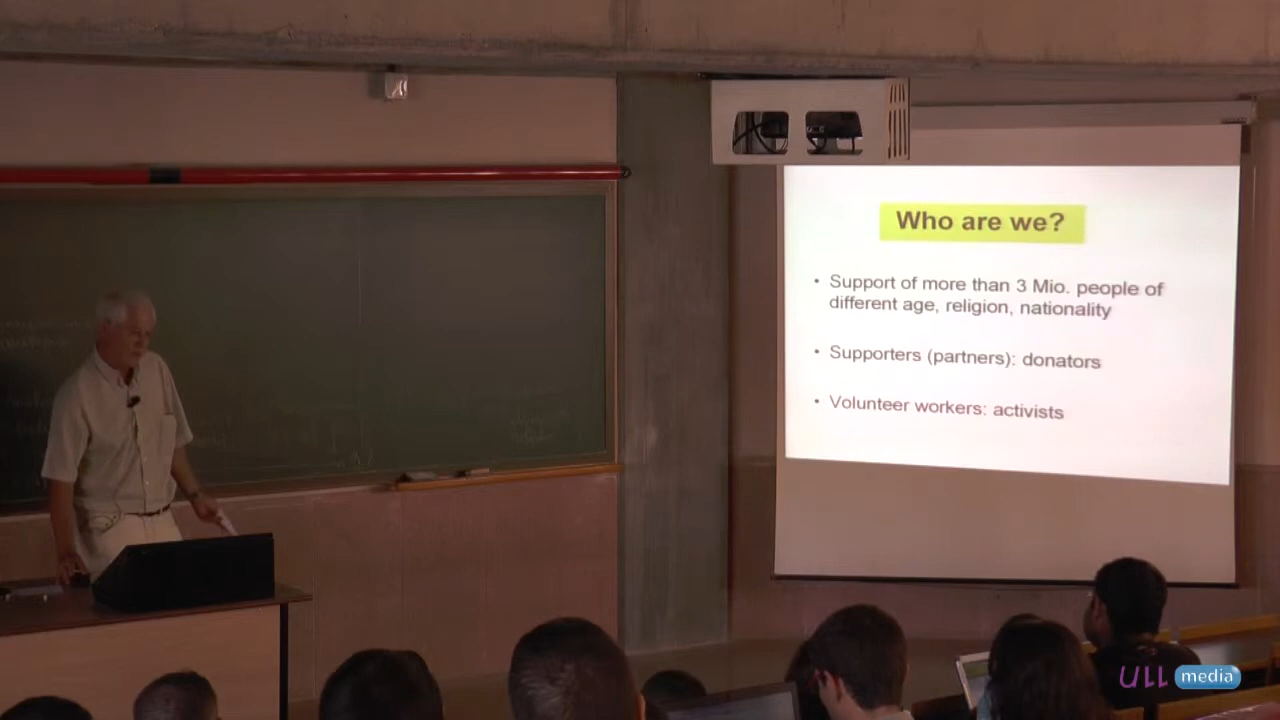 Who are we?
• Support of more than 3 Mio. people of
different age, religion, nationality
• Supporters (partners): donators
• Volunteer workers: activists
ULL media